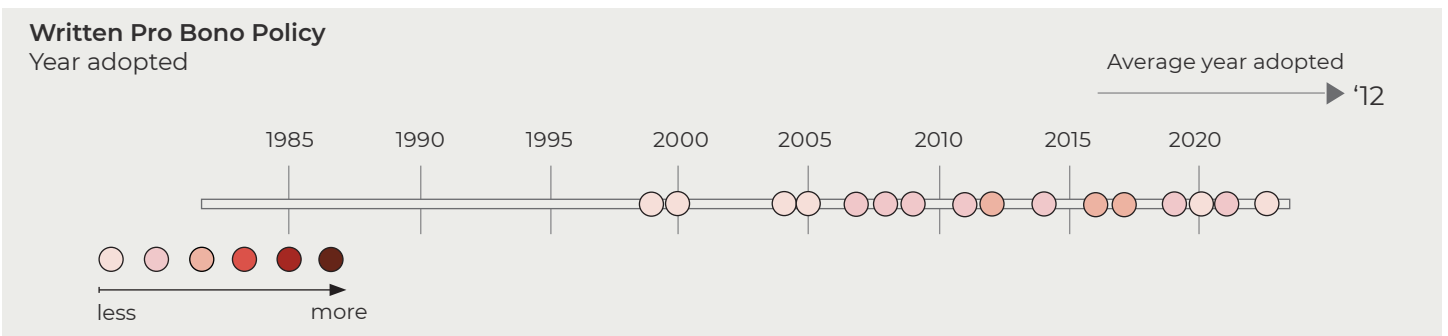 Written Pro Bono Policy
Year adopted
Average year adopted
‘12
1985 1990 1995 2000 2005 2010 2015 2020
less more